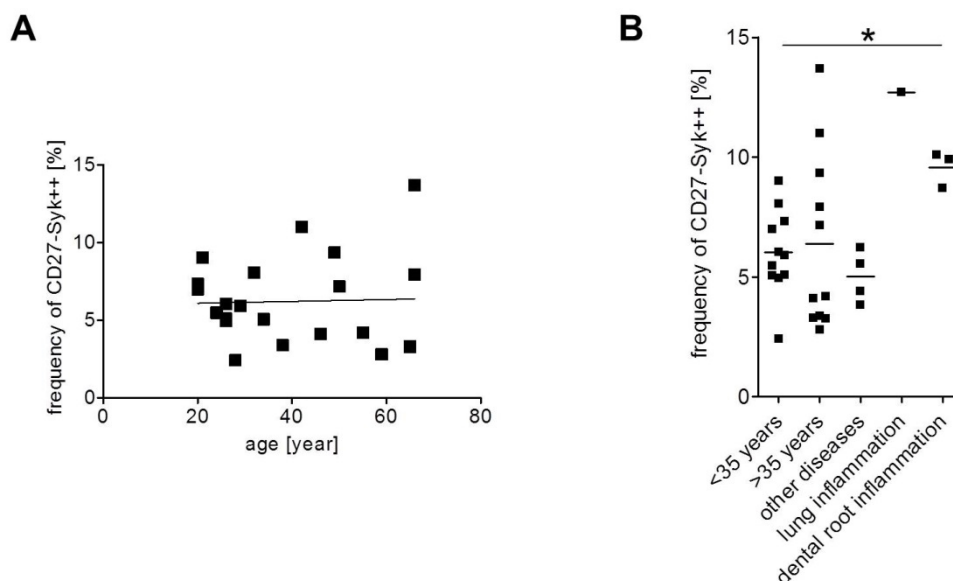 A
frequency of CD27-Syk++ [%]
15
10
5
0
0 20 40 60 80
age [year]
B
frequency of CD27-Syk++ [%]
15
10
5
0
*
<35 years
>35 years
other diseases
lung inflammation
dental root inflammation